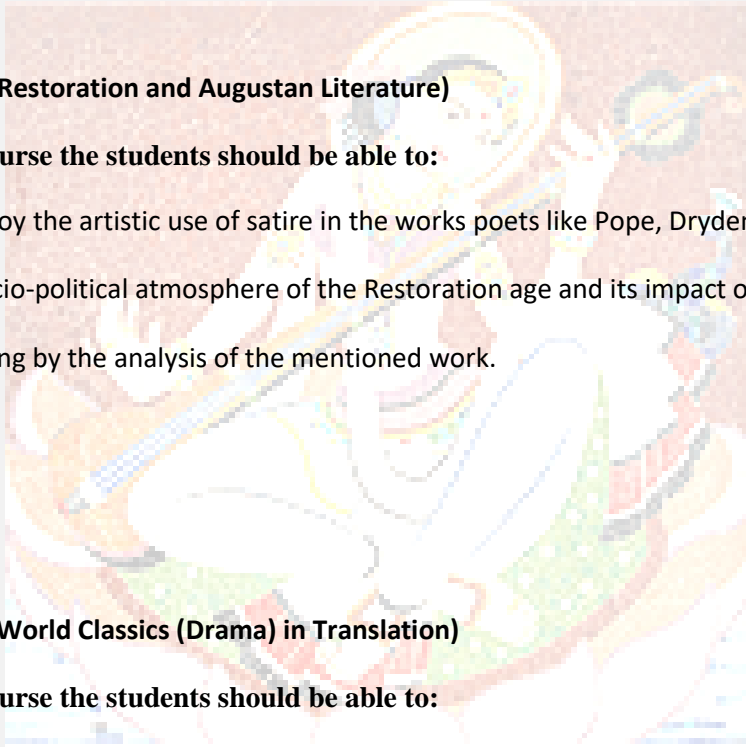 Restoration and Augustan Literature)
urse the students should be able to:
oy the artistic use of satire in the works poets like Pope, Dryden
cio-political atmosphere of the Restoration age and its impact o
ng by the analysis of the mentioned work.
World Classics (Drama) in Translation)
urse the students should be able to: